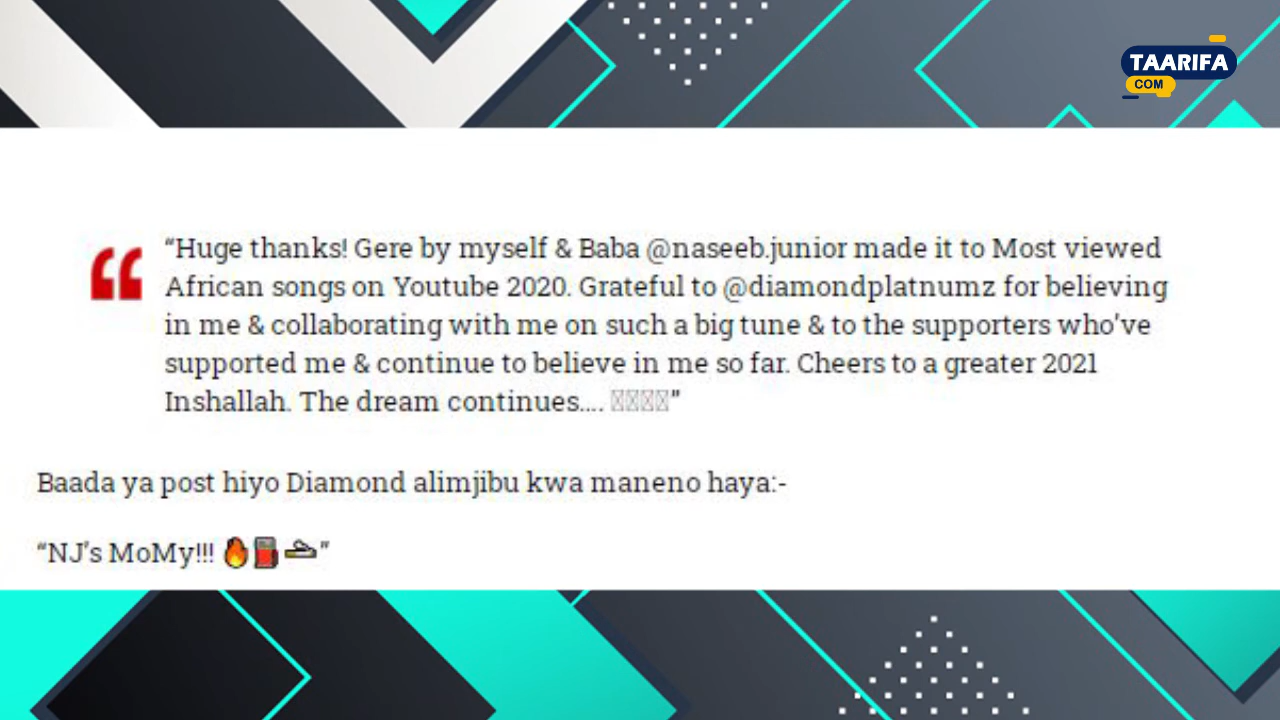 TAARIFA
COM
“Huge thanks! Gere by myself & Baba @naseeb.junior made it to Most viewed
African songs on Youtube 2020. Grateful to @diamondplatnumz for believing
in me & collaborating with me on such a big tune & to the supporters who’ve
supported me & continue to believe in me so far. Cheers to a greater 2021
Inshallah. The dream continues…. ”
Baada ya post hiyo Diamond alimjibu kwa maneno haya:-
“NJ’s MoMy!!! 🔥⛽🚬”